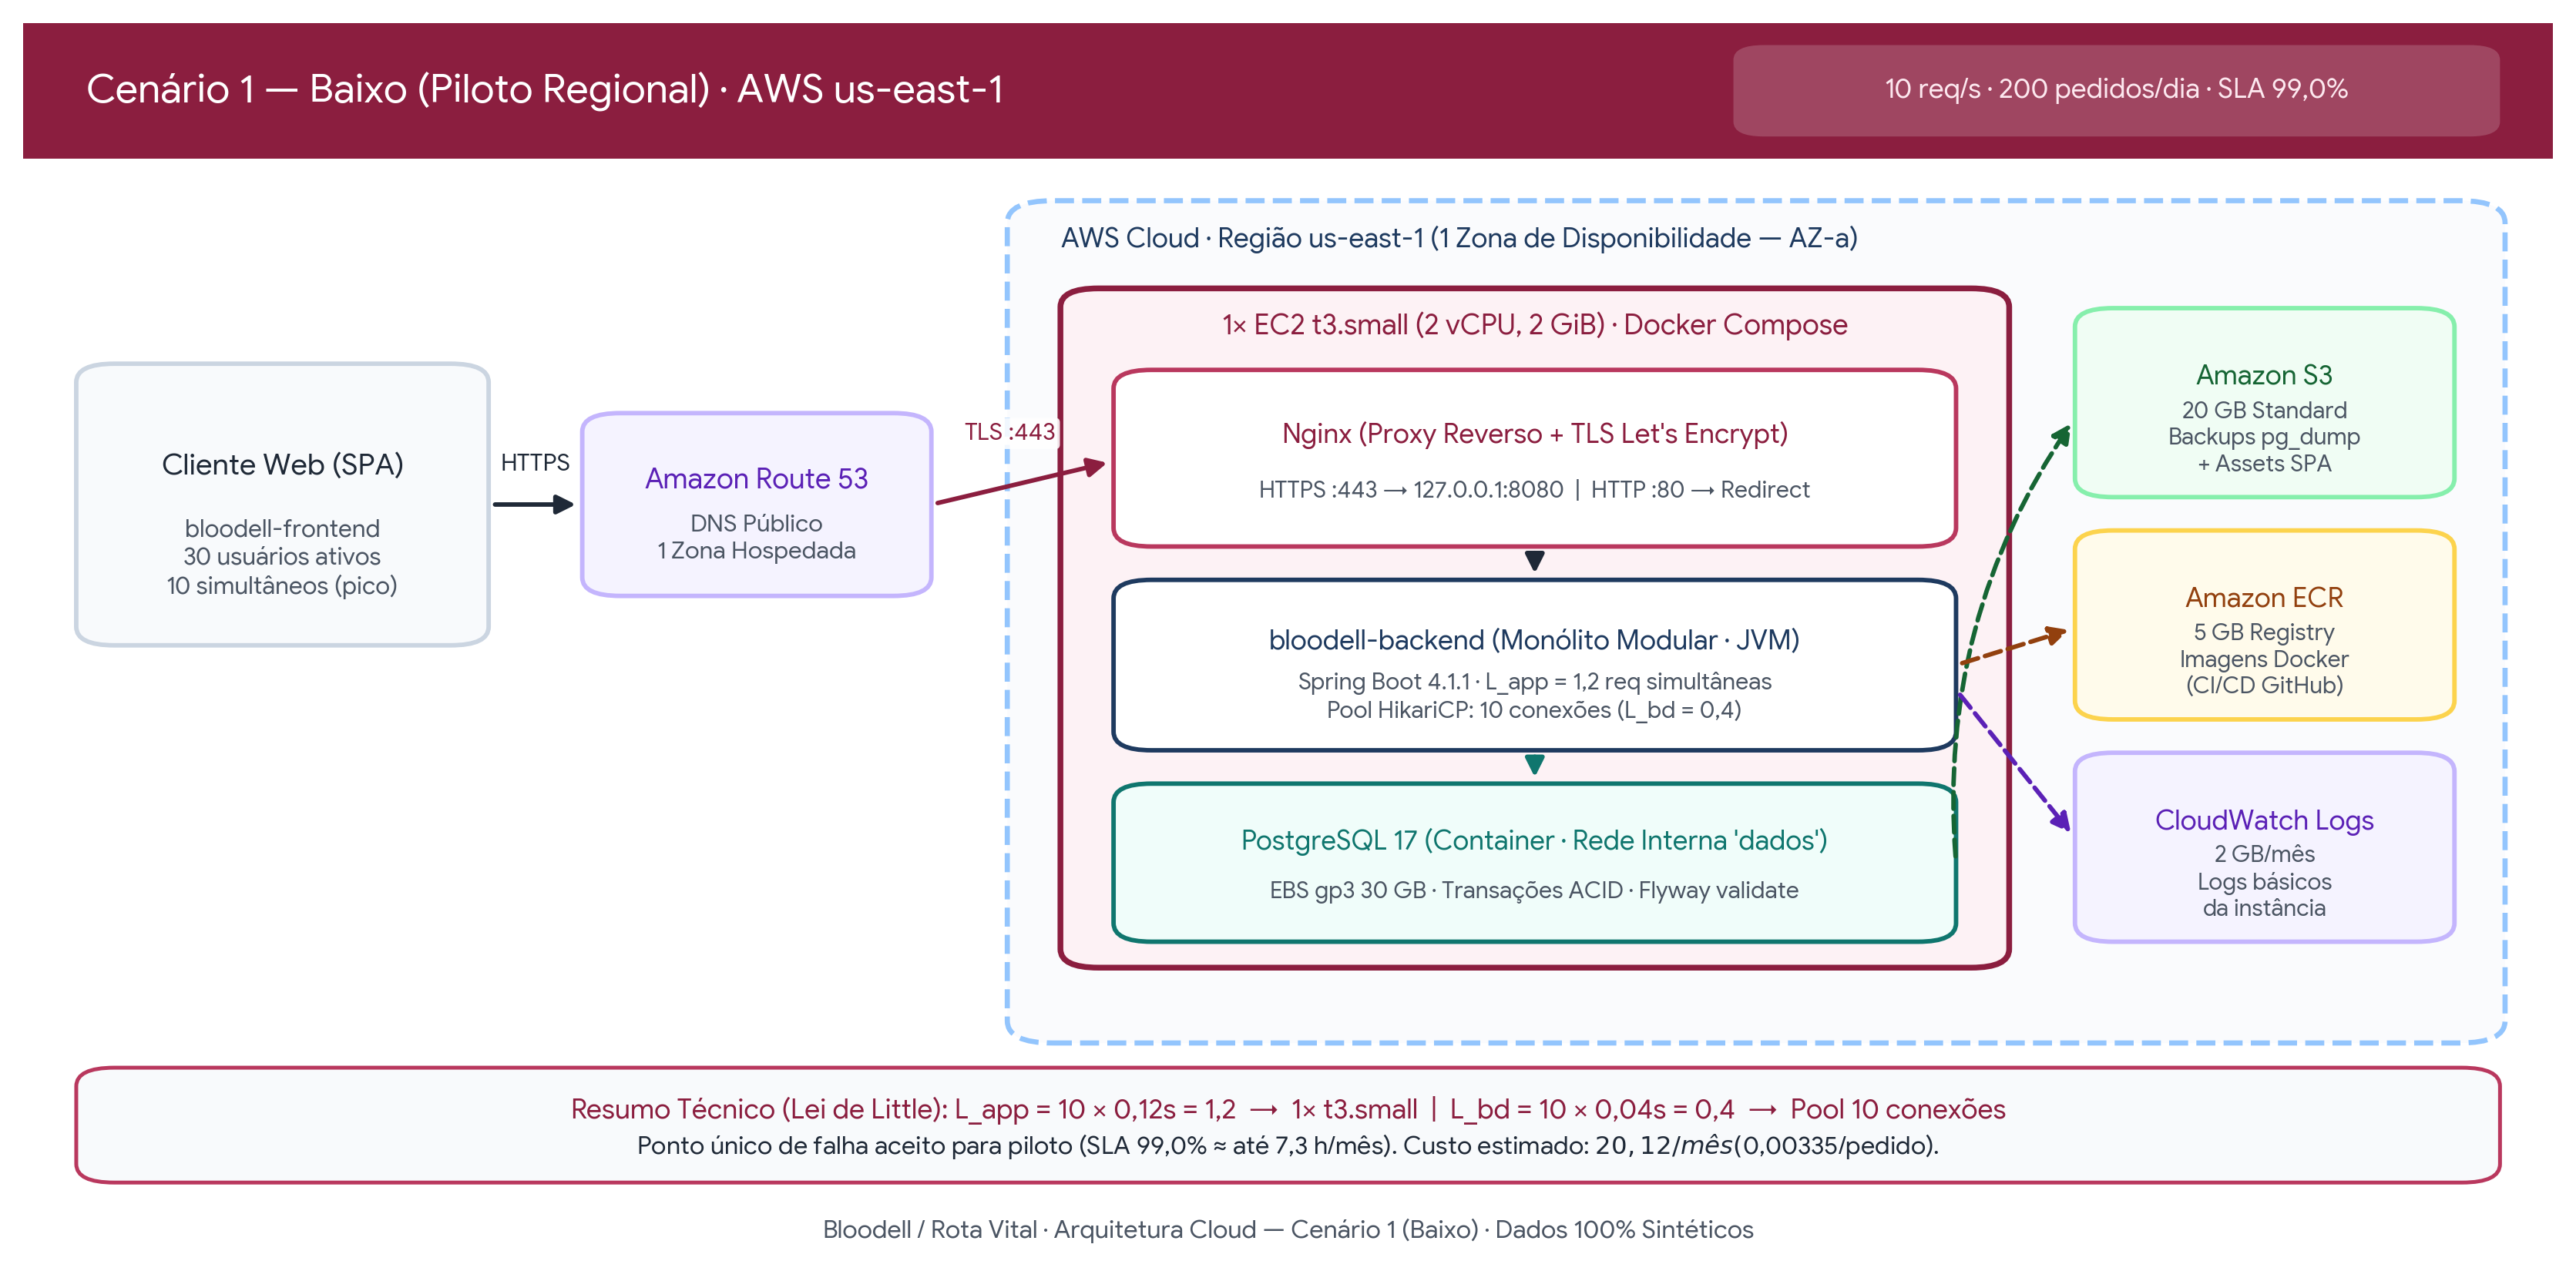 Cenário 1 — Baixo (Piloto Regional) · AWS us-east-1
10 req/s · 200 pedidos/dia · SLA 99,0%
AWS Cloud · Região us-east-1 (1 Zona de Disponibilidade — AZ-a)
Cliente Web (SPA)
bloodell-frontend
30 usuários ativos
10 simultâneos (pico)
HTTPS
Amazon Route 53
DNS Público
1 Zona Hospedada
TLS :443
1× EC2 t3.small (2 vCPU, 2 GiB) · Docker Compose
Nginx (Proxy Reverso + TLS Let's Encrypt)
HTTPS :443 → 127.0.0.1:8080 | HTTP :80 → Redirect
bloodell-backend (Monólito Modular · JVM)
Spring Boot 4.1.1 · L_app = 1,2 req simultâneas
Pool HikariCP: 10 conexões (L_bd = 0,4)
PostgreSQL 17 (Container · Rede Interna 'dados')
EBS gp3 30 GB · Transações ACID · Flyway validate
Amazon S3
20 GB Standard
Backups pg_dump
+ Assets SPA
Amazon ECR
5 GB Registry
Imagens Docker
(CI/CD GitHub)
CloudWatch Logs
2 GB/mês
Logs básicos
da instância
Resumo Técnico (Lei de Little): L_app = 10 × 0,12s = 1,2 → 1× t3.small | L_bd = 10 × 0,04s = 0,4 → Pool 10 conexões
Ponto único de falha aceito para piloto (SLA 99,0% ≈ até 7,3 h/mês). Custo estimado: 20, 12/mês(0,00335/pedido).
Bloodell / Rota Vital · Arquitetura Cloud — Cenário 1 (Baixo) · Dados 100% Sintéticos